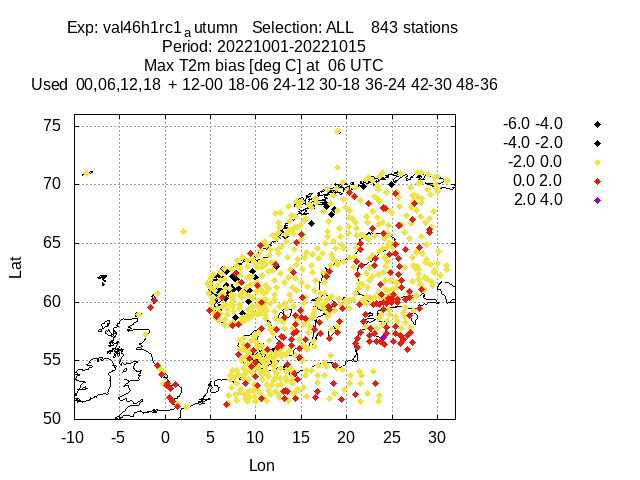 Exp: val46h1rc1autumn Selection: ALL 843 stations
Period: 20221001-20221015
Max T2m bias [deg C] at 06 UTC
Used 00,06,12,18 + 12-00 18-06 24-12 30-18 36-24 42-30 48-36
-6.0 -4.0
-4.0 -2.0
-2.0 0.0
0.0 2.0
2.0 4.0
75
70
65
60
55
50
Lat
-10 -5 0 5 10 15 20 25 30
Lon